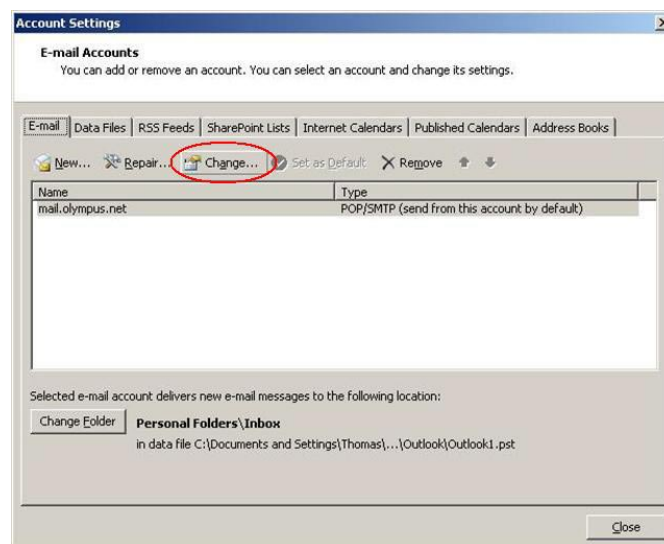 Account Settings
E-mail Accounts
You can add or remove an account. You can select an account and change its settings.
E-mail Data Files RSS Feeds SharePoint Lists Internet Calendars Published Calendars Address Books
New... Repair... Change... Set as Default Remove
Name Type
mail.olympus.net POP/SMTP (send from this account by default)
Selected e-mail account delivers new e-mail messages to the following location:
Change Folder Personal Folders\Inbox
in data file C:\Documents and Settings\Thomas\...\Outlook\Outlook1.pst
Close